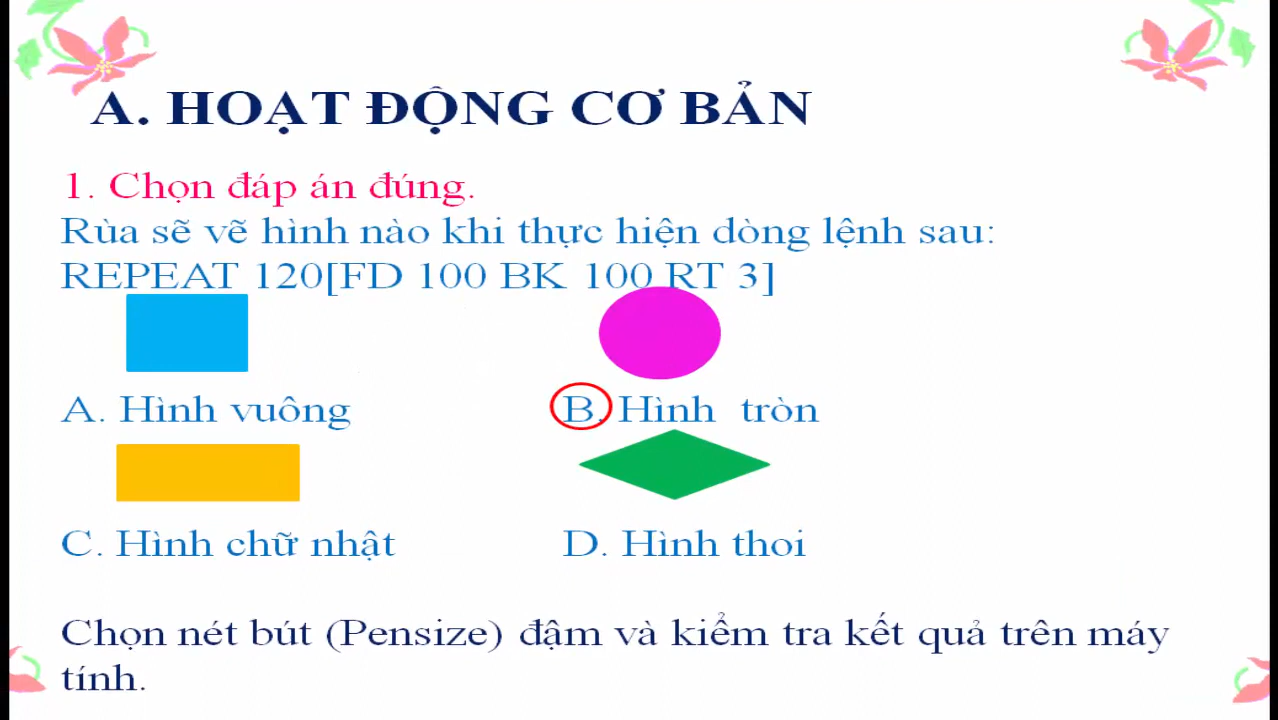 A. HOẠT ĐỘNG CƠ BẢN
1. Chọn đáp án đúng.
Rùa sẽ vẽ hình nào khi thực hiện dòng lệnh sau:
REPEAT 120[FD 100 BK 100 RT 3]
A. Hình vuông B. Hình tròn
C. Hình chữ nhật D. Hình thoi
Chọn nét bút (Pensize) đậm và kiểm tra kết quả trên máy
tính.